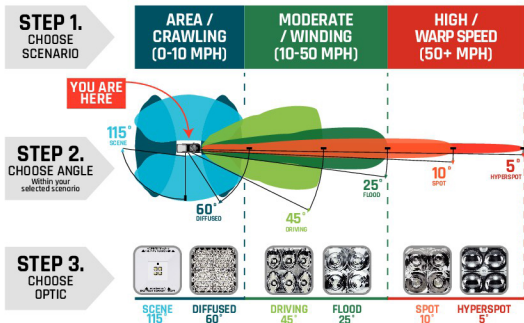 STEP 1.
CHOOSE
SCENARIO
AREA /
CRAWLING
(0-10 MPH)
MODERATE
/ WINDING
(10-50 MPH)
HIGH /
WARP SPEED
(50+ MPH)
YOU ARE
HERE
STEP 2.
CHOOSE ANGLE
Within your
selected scenario
115°
SCENE
60°
DIFFUSED
45°
DRIVING
25°
FLOOD
10°
SPOT
5°
HYPERSPOT
STEP 3.
CHOOSE
OPTIC
SCENE
115°
DIFFUSED
60°
DRIVING
45°
FLOOD
25°
SPOT
10°
HYPERSPOT
5°